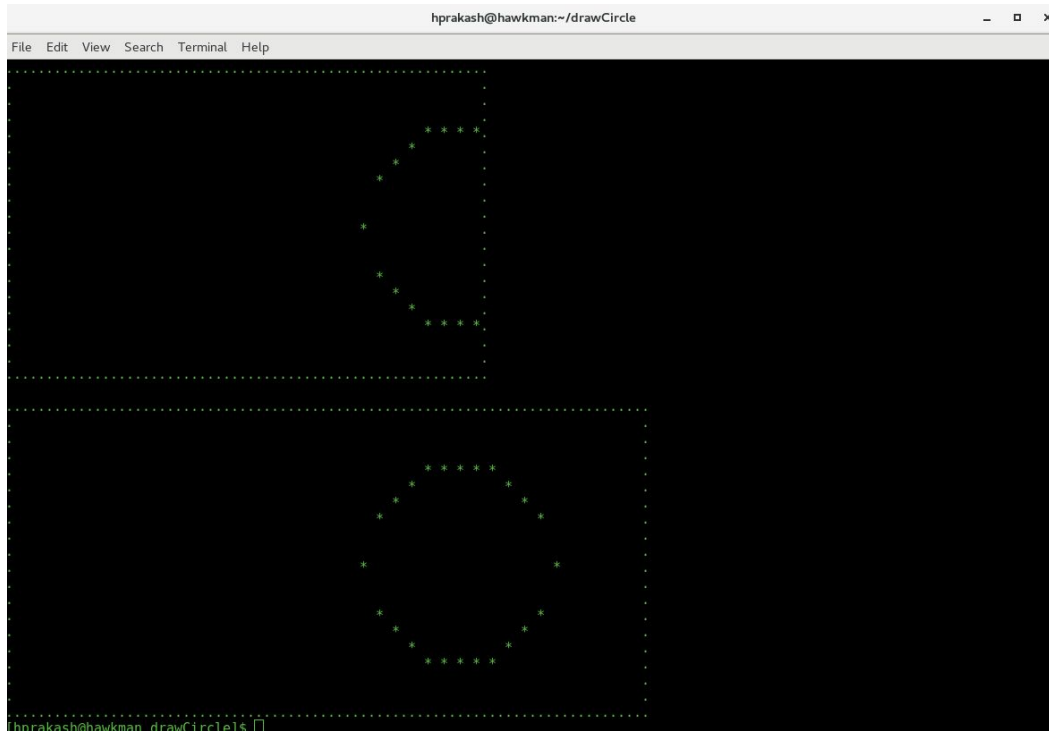 hprakash@hawkman:~/drawCircle
File Edit View Search Terminal Help
* * * *
*
*
*
*
*
*
*
* * * *
* * * * *
* *
* *
* *
* *
* *
* *
* *
* * * * *
[hprakash@hawkman drawCircle]$